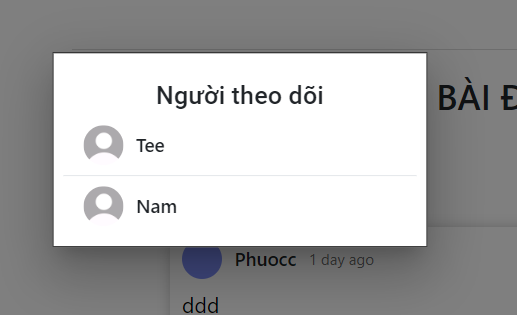 Người theo dõi
BÀI
Tee
Nam
Phuocc 1 day ago
ddd